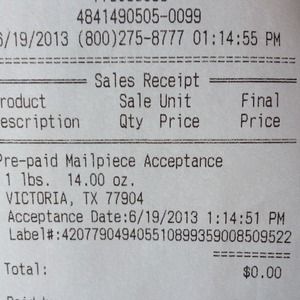 4841490505-0099
6/19/2013 (800)275-8777 01:14:55 PM
Sales Receipt
roduct Sale Unit Final
escription Qty Price Price
Pre-paid Mailpiece Acceptance
1 lbs. 14.00 oz.
VICTORIA, TX 77904
Acceptance Date:6/19/2013 1:14:51 PM
Label#:420779049405510899359008509522
Total: $0.00